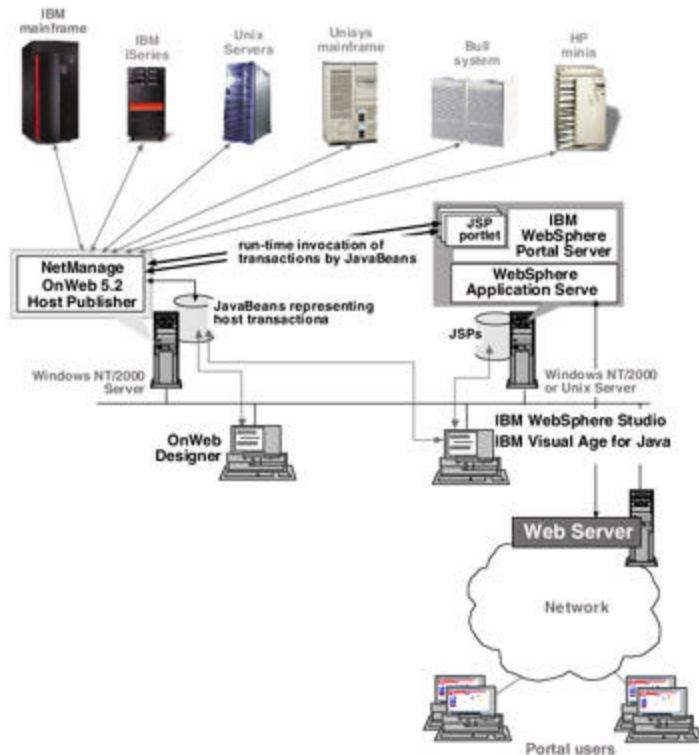 IBM
mainframe
IBM
iSeries
Unix
Servers
Unisys
mainframe
Bull
system
HP
minia
JSP
portlet
IBM
WebSphere
Portal Server
WebSphere
Application Serve
run-time invocation of
transactions by JavaBeans
NetManage
OnWeb 5.2
Host Publisher
JavaBeans representing
host transactiona
JSPs
Windows NT/2000
Server
Windows NT/2000
or Unix Server
OnWeb
Designer
IBM WebSphere Studio
IBM Visual Age for Java
Web Server
Network
Portal users